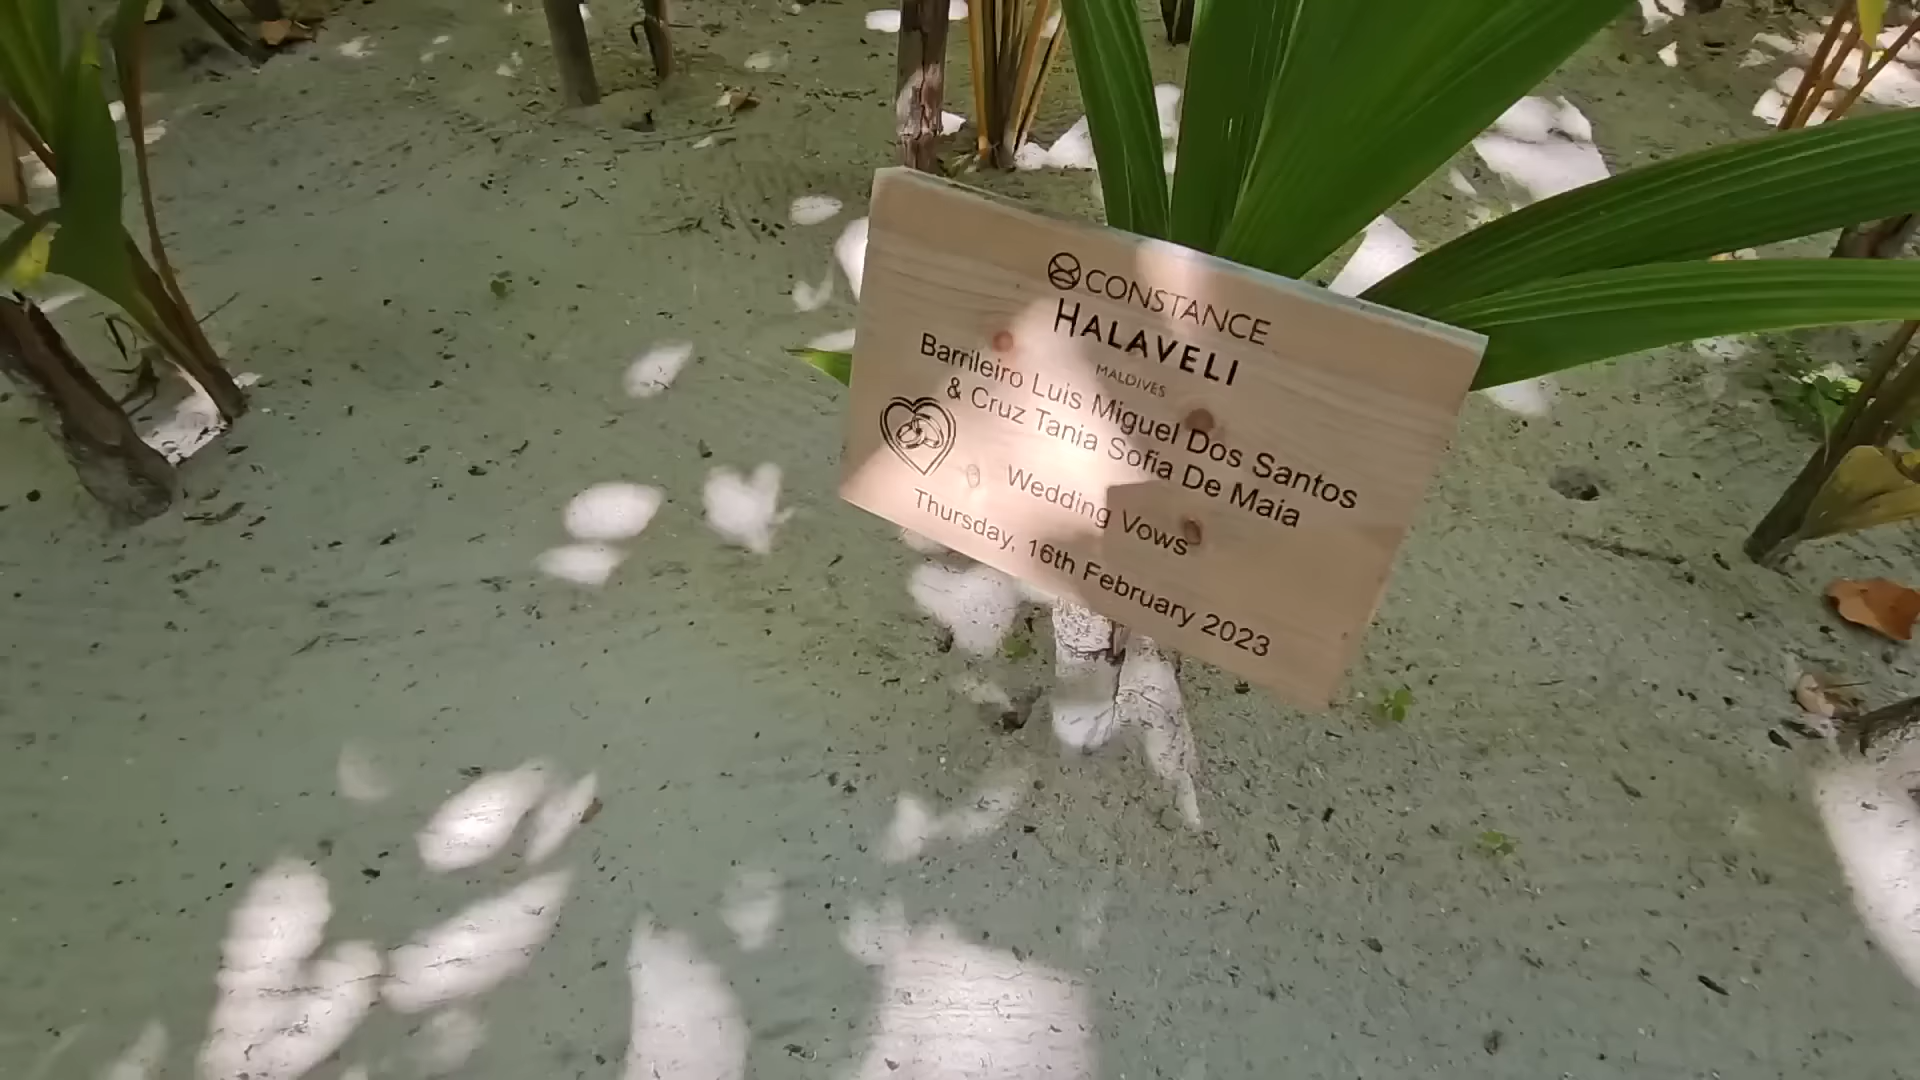 CONSTANCE
HALAVELI
MALDIVES
Barrileiro Luis Miguel Dos Santos
& Cruz Tania Sofia De Maia
Wedding Vows
Thursday, 16th February 2023